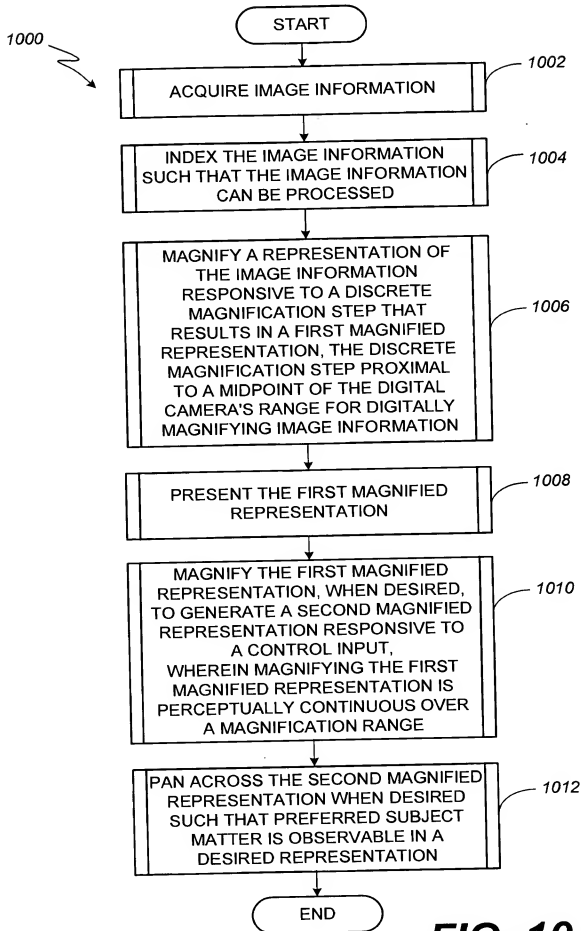 START
1000
1002
ACQUIRE IMAGE INFORMATION
INDEX THE IMAGE INFORMATION
SUCH THAT THE IMAGE INFORMATION
CAN BE PROCESSED
1004
MAGNIFY A REPRESENTATION OF
THE IMAGE INFORMATION
RESPONSIVE TO A DISCRETE
MAGNIFICATION STEP THAT
RESULTS IN A FIRST MAGNIFIED
REPRESENTATION, THE DISCRETE
MAGNIFICATION STEP PROXIMAL
TO A MIDPOINT OF THE DIGITAL
CAMERA'S RANGE FOR DIGITALLY
MAGNIFYING IMAGE INFORMATION
1006
PRESENT THE FIRST MAGNIFIED
REPRESENTATION
1008
MAGNIFY THE FIRST MAGNIFIED
REPRESENTATION, WHEN DESIRED,
TO GENERATE A SECOND MAGNIFIED
REPRESENTATION RESPONSIVE TO
A CONTROL INPUT,
WHEREIN MAGNIFYING THE FIRST
MAGNIFIED REPRESENTATION IS
PERCEPTUALLY CONTINUOUS OVER
A MAGNIFICATION RANGE
1010
PAN ACROSS THE SECOND MAGNIFIED
REPRESENTATION WHEN DESIRED
SUCH THAT PREFERRED SUBJECT
MATTER IS OBSERVABLE IN A
DESIRED REPRESENTATION
1012
END
FIG. 10